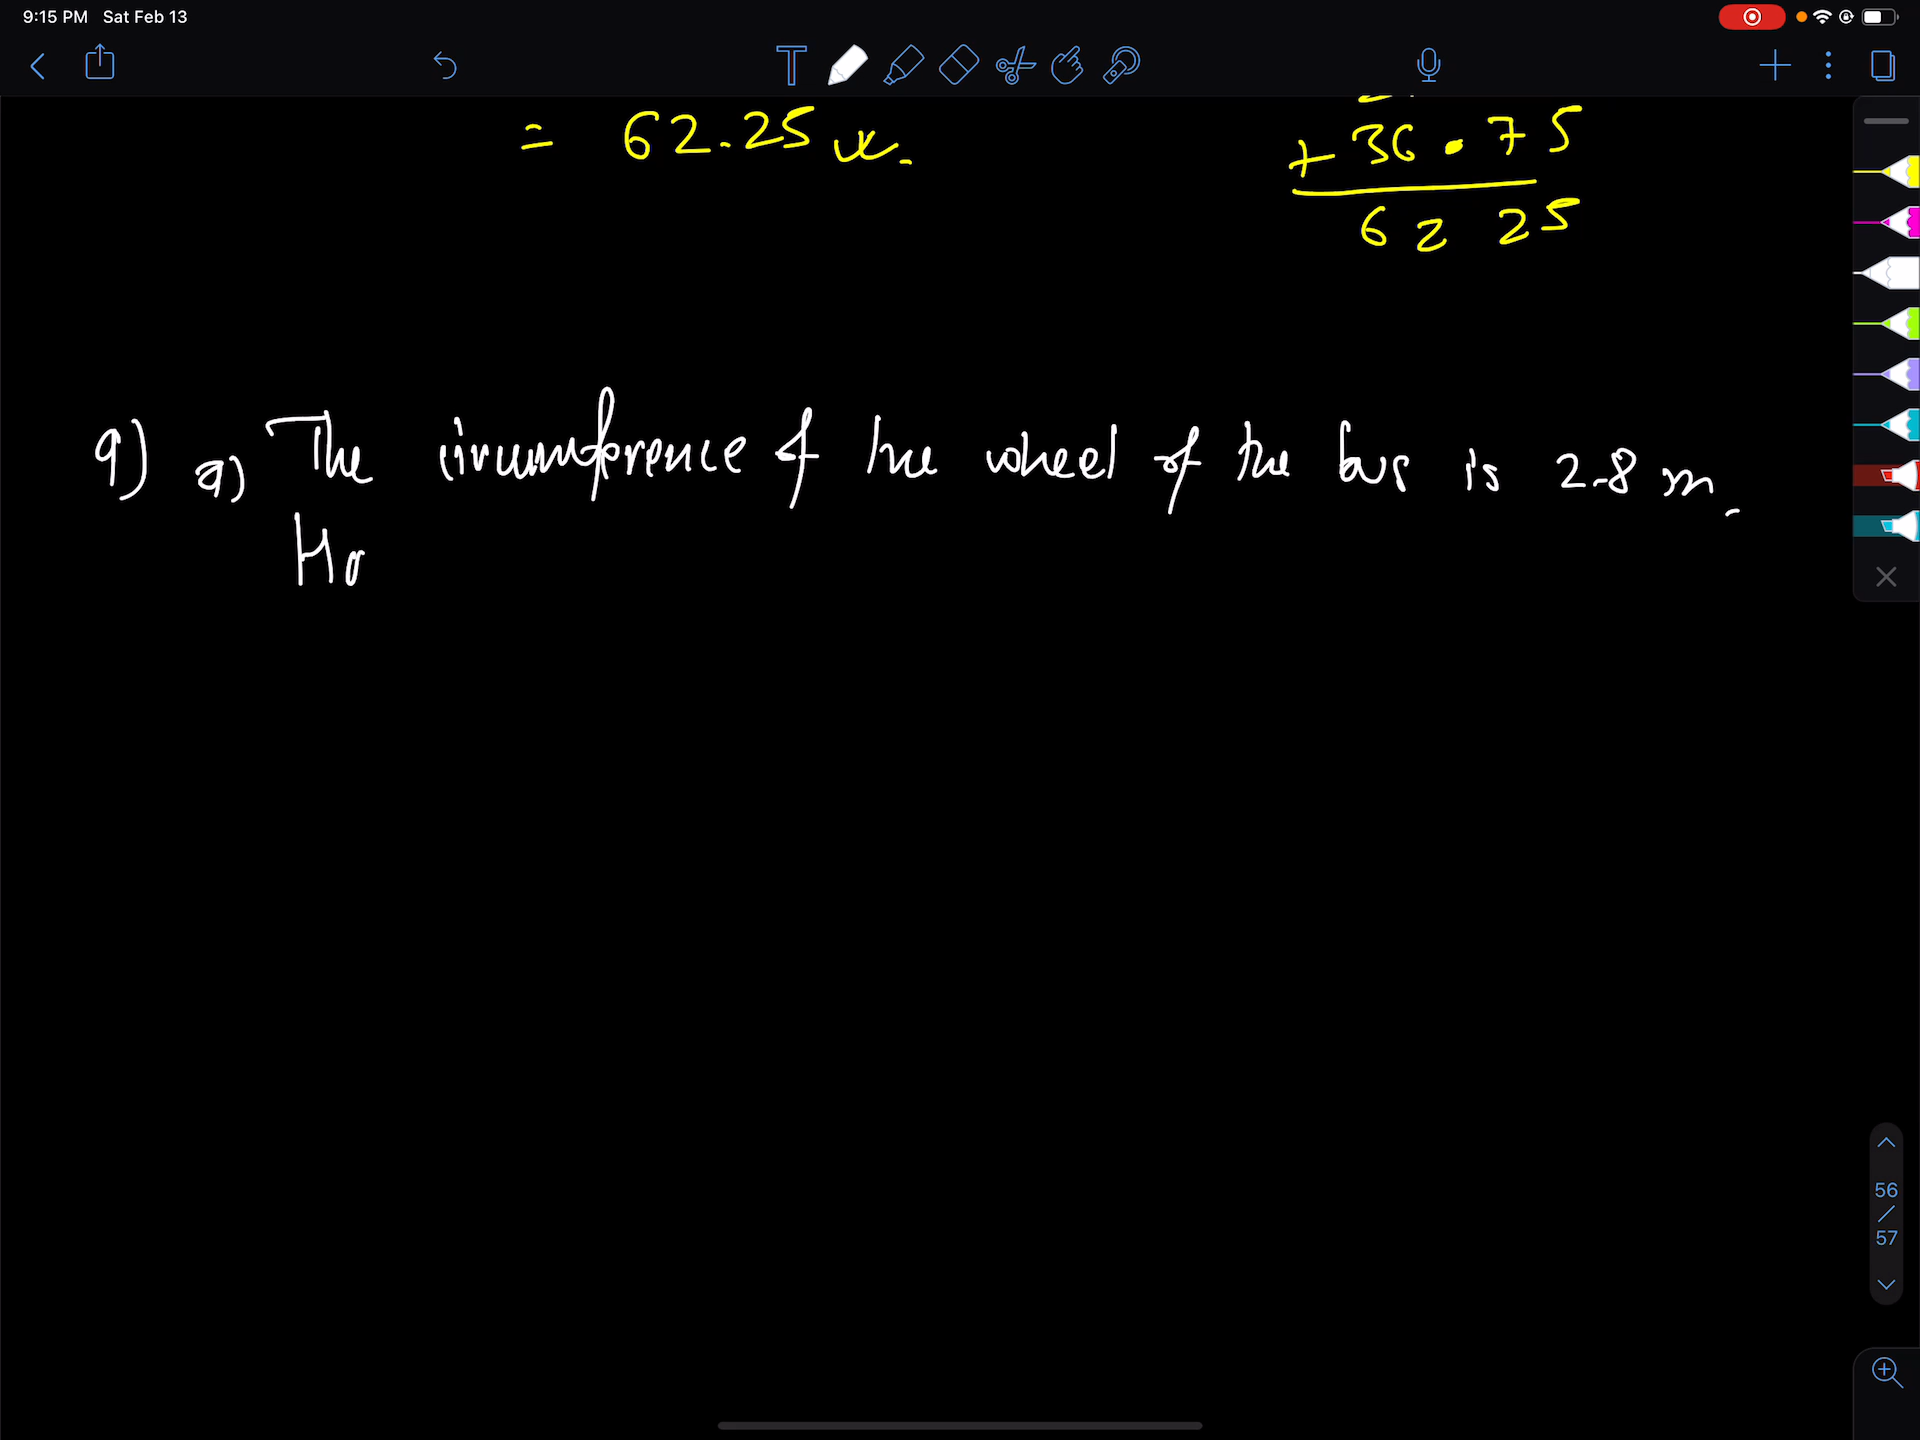 9:15 PM Sat Feb 13
= 62.25
+ 36.75
62 25
9) a) The circumference of the wheel of the bus is 2.8 m.
Ho
56
/
57